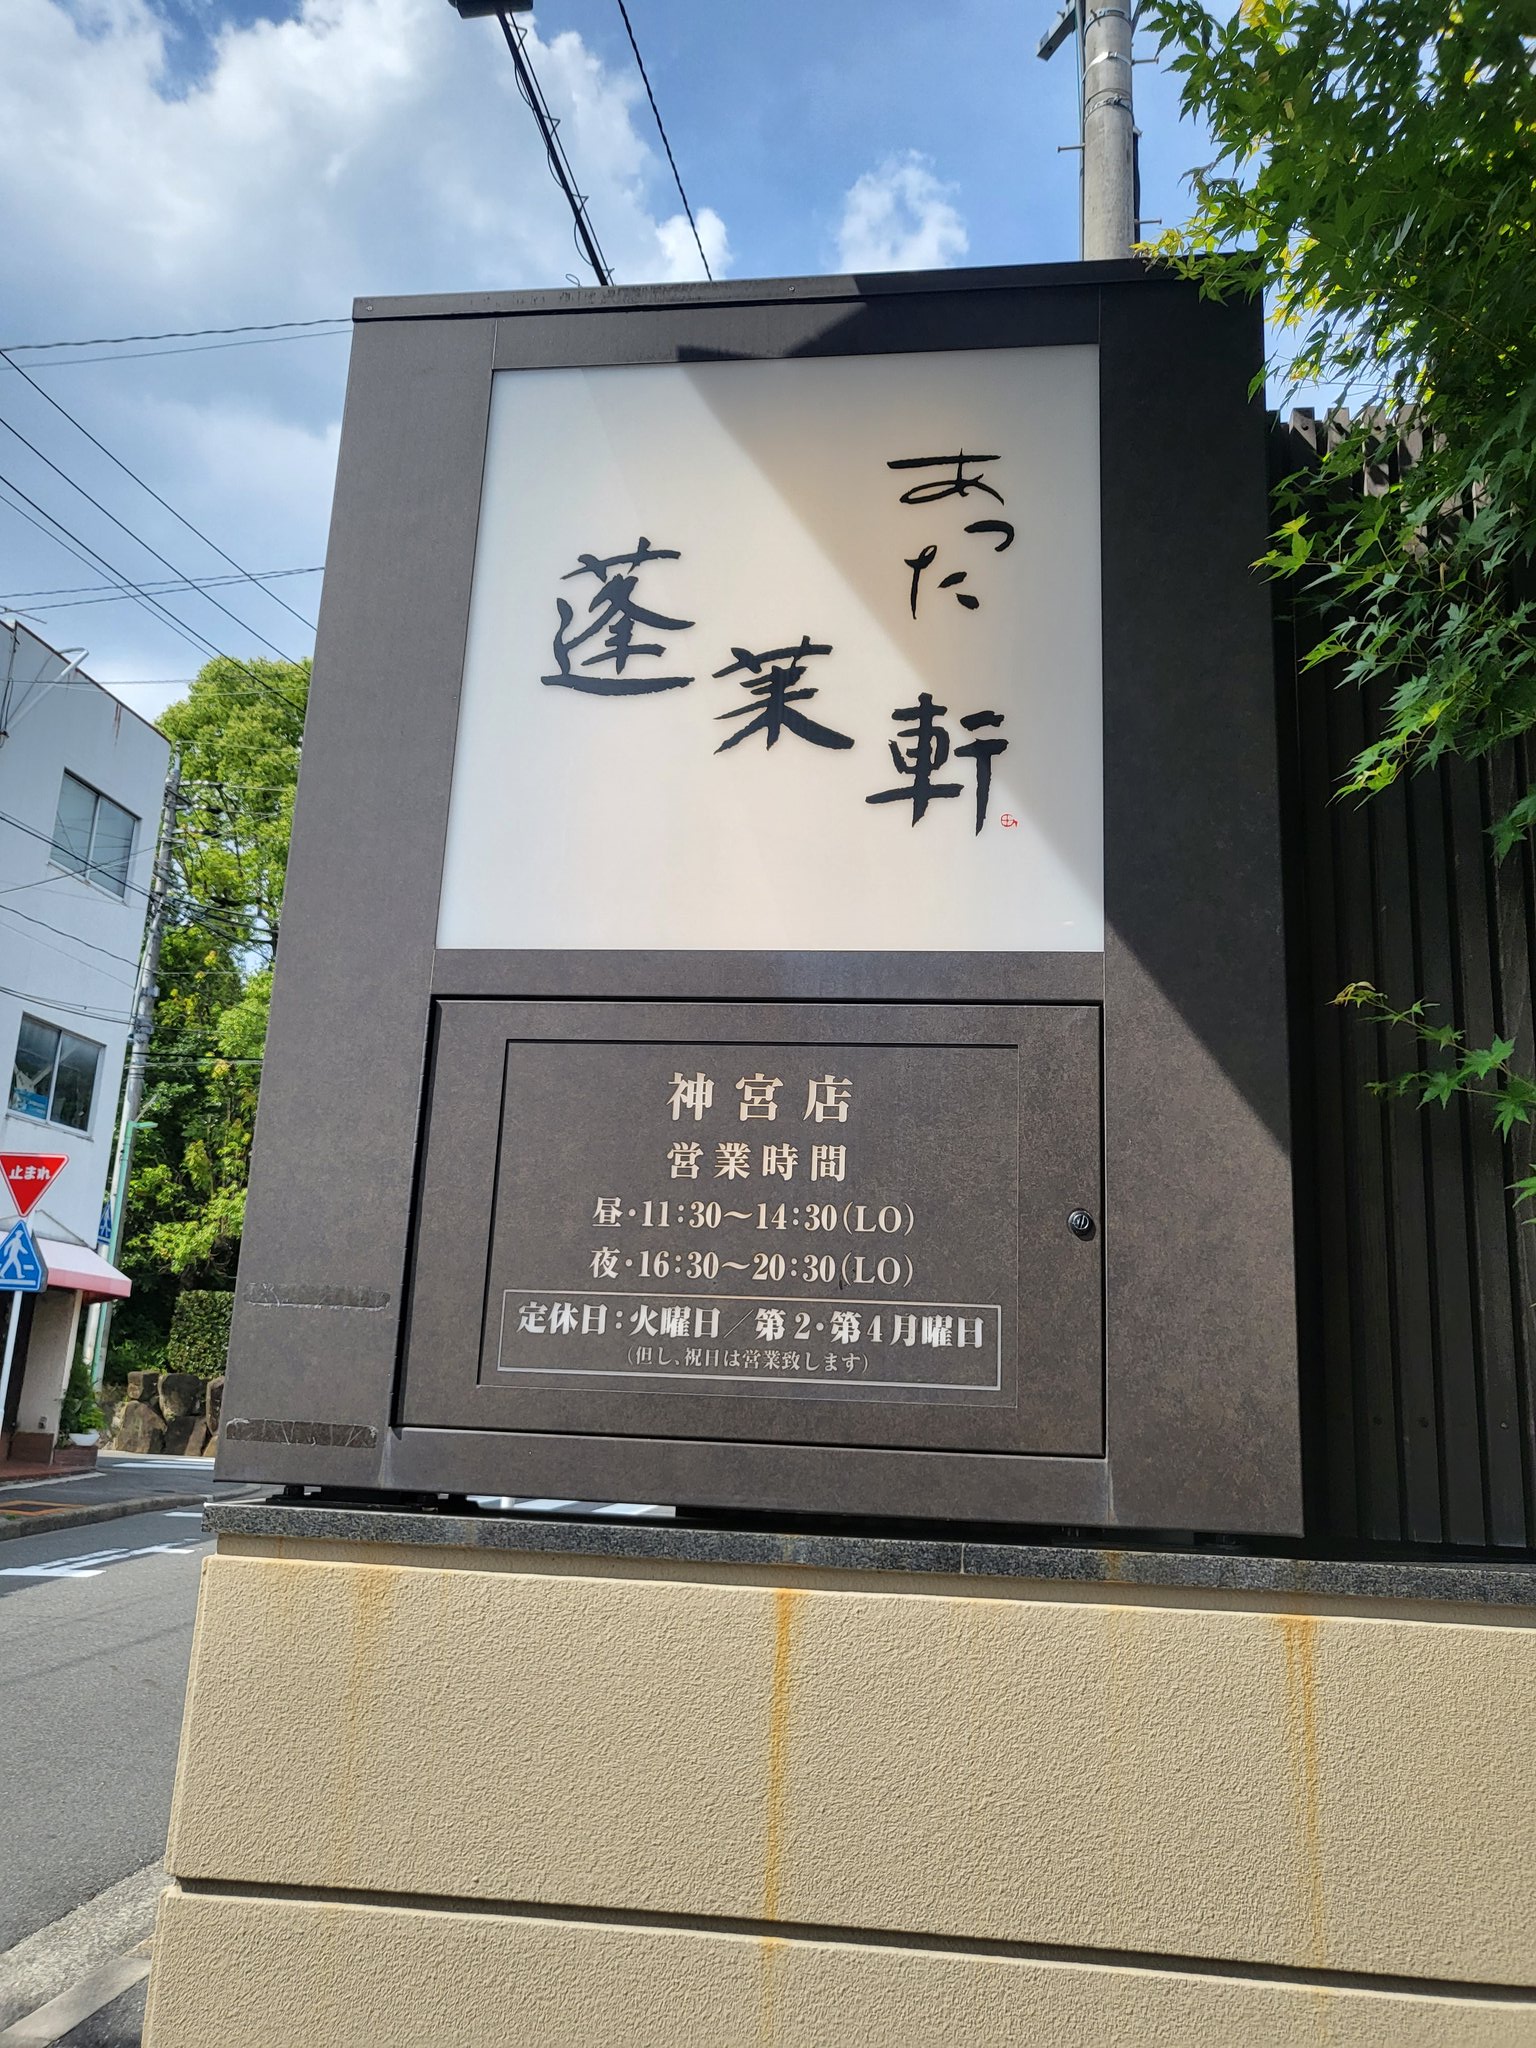 あった
蓬莱軒
神宮店
営業時間
昼・11:30～14:30(LO)
夜・16:30～20:30(LO)
定休日:火曜日／第2・第4月曜日
(但し、祝日は営業致します)
止まれ